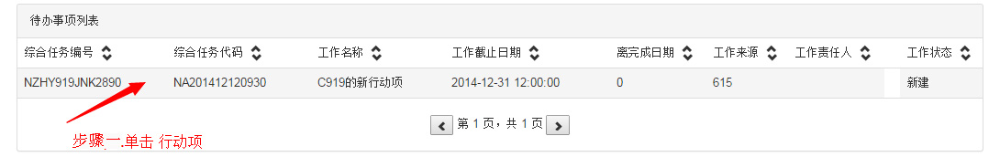 待办事项列表
综合任务编号 综合任务代码 工作名称 工作截止日期 离完成日期 工作来源 工作责任人 工作状态
NZHY919JNK2890 NA201412120930 C919的新行动项 2014-12-31 12:00:00 0 615 新建
第 1 页，共 1 页
步骤一.单击 行动项